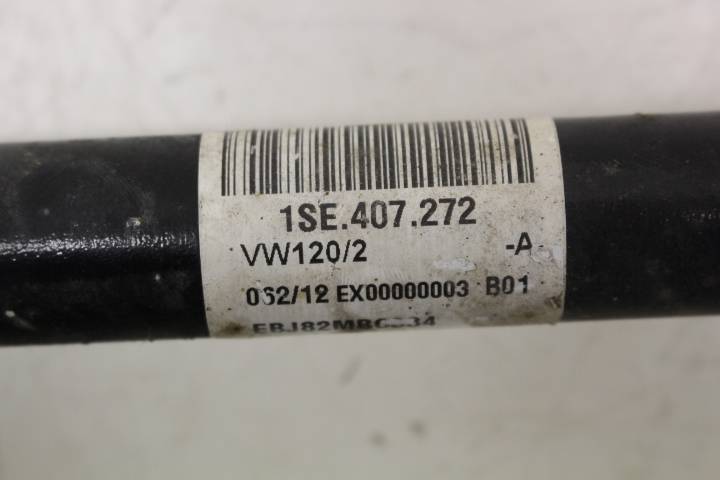 1SE.407.272
VW120/2 -A-
062/12 EX00000003 B01